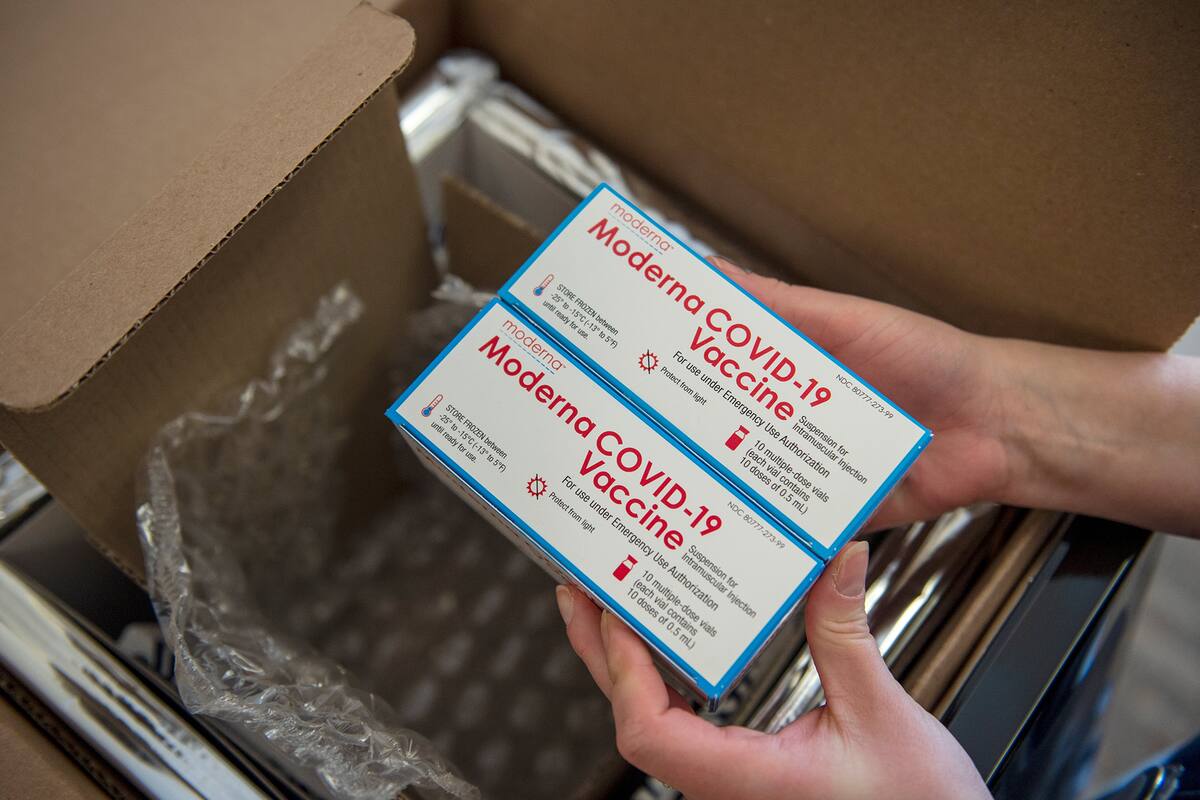 moderna™
Moderna COVID-19
Vaccine
NDC 80777-273-99
STORE FROZEN between
-25° to -15°C (-13° to 5°F)
until ready for use.
Protect from light
For use under Emergency Use Authorization
Suspension for
Intramuscular Injection
10 multiple-dose vials
(each vial contains
10 doses of 0.5 mL)
moderna™
Moderna COVID-19
Vaccine
NDC 80777-273-99
STORE FROZEN between
-25° to -15°C (-13° to 5°F)
until ready for use.
Protect from light
For use under Emergency Use Authorization
Suspension for
Intramuscular Injection
10 multiple-dose vials
(each vial contains
10 doses of 0.5 mL)